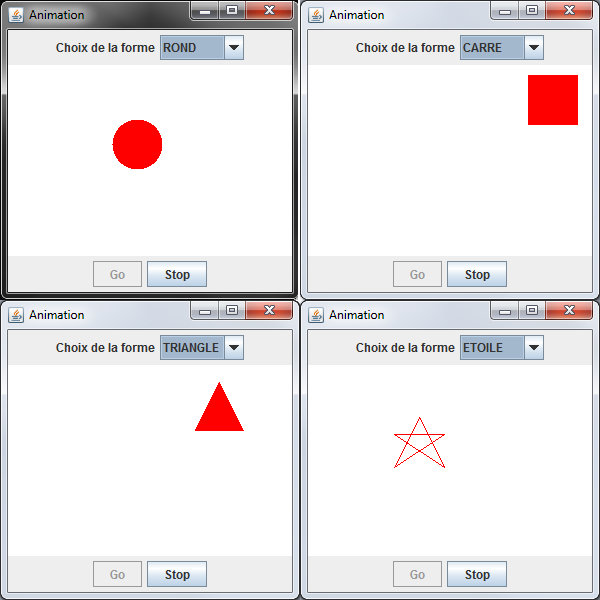 Animation
Choix de la forme ROND
Go Stop
Animation
Choix de la forme CARRE
Go Stop
Animation
Choix de la forme TRIANGLE
Go Stop
Animation
Choix de la forme ETOILE
Go Stop